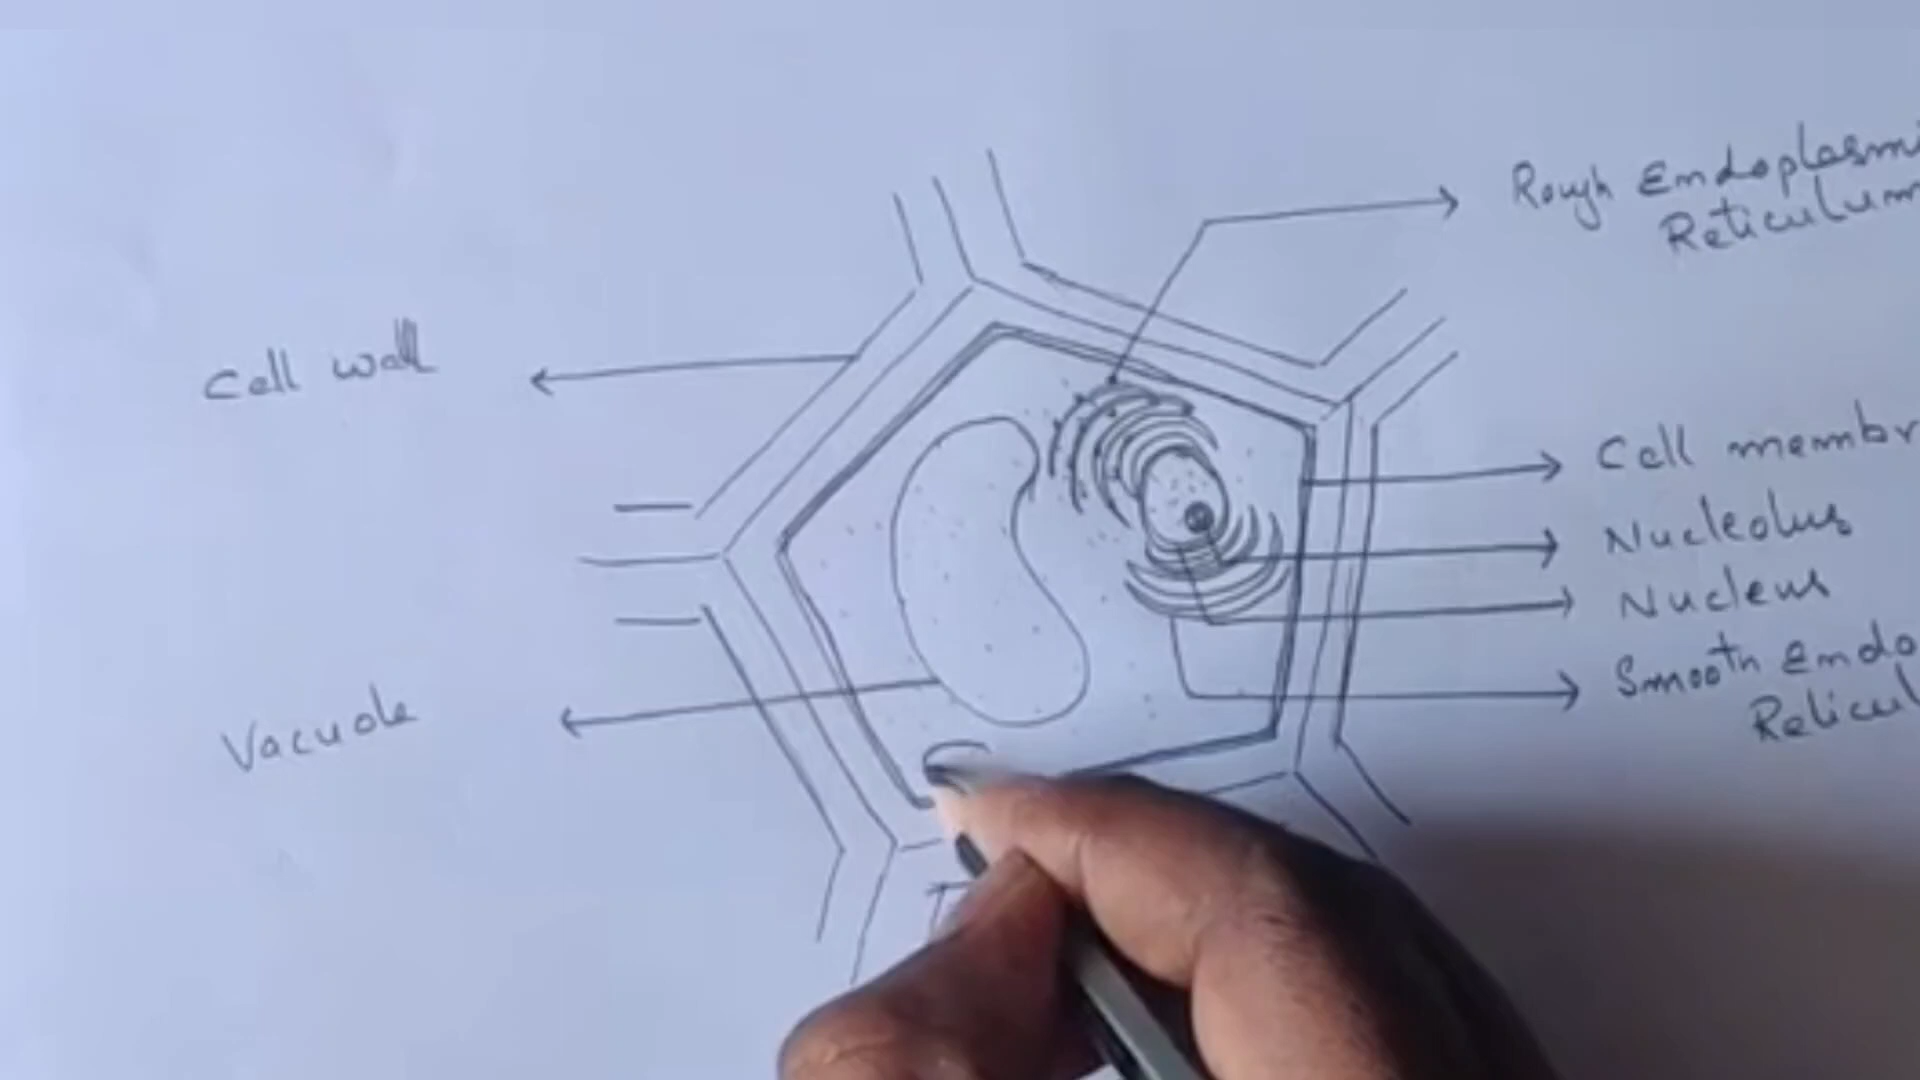 Rough Endoplasmi
Reticulum
Cell wall
Cell membr
Nucleolus
Nucleus
Smooth Endo
Reticul
Vacuole